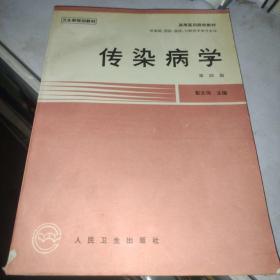 卫生部规划教材
高等医药院校教材
传染病学
第四版
彭文伟 主编
人民卫生出版社